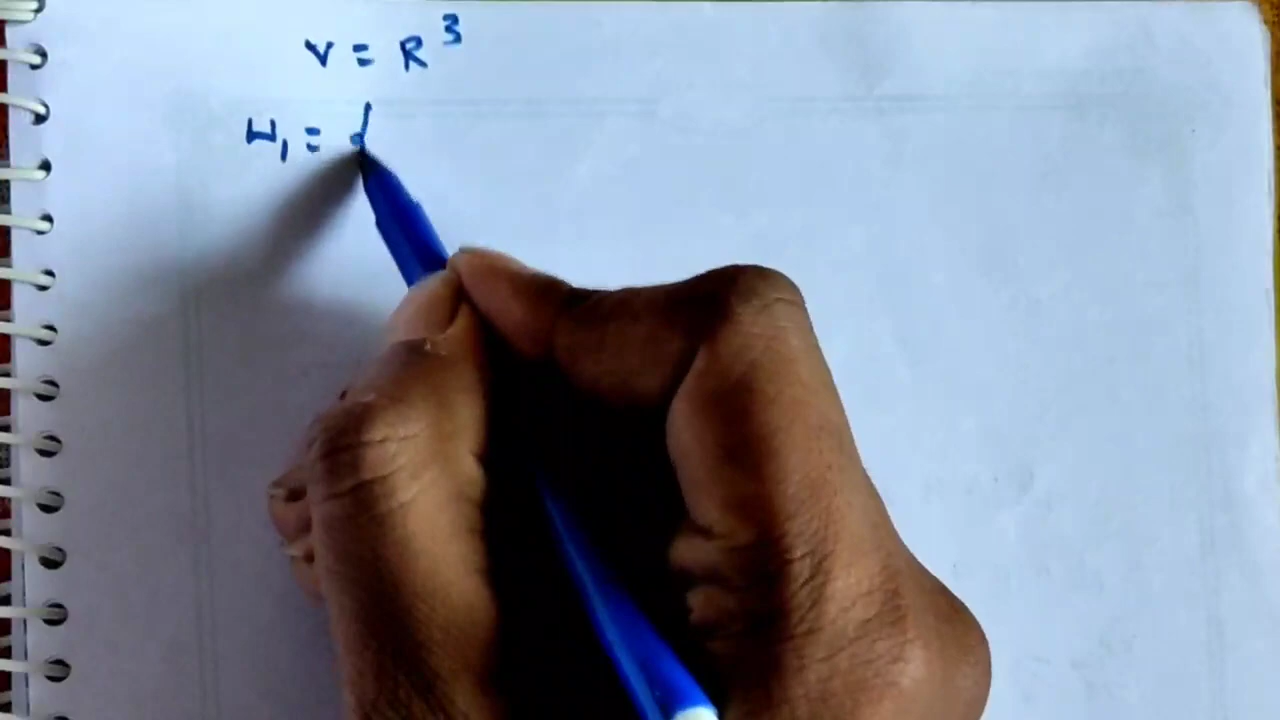 V = R³
W₁ = {